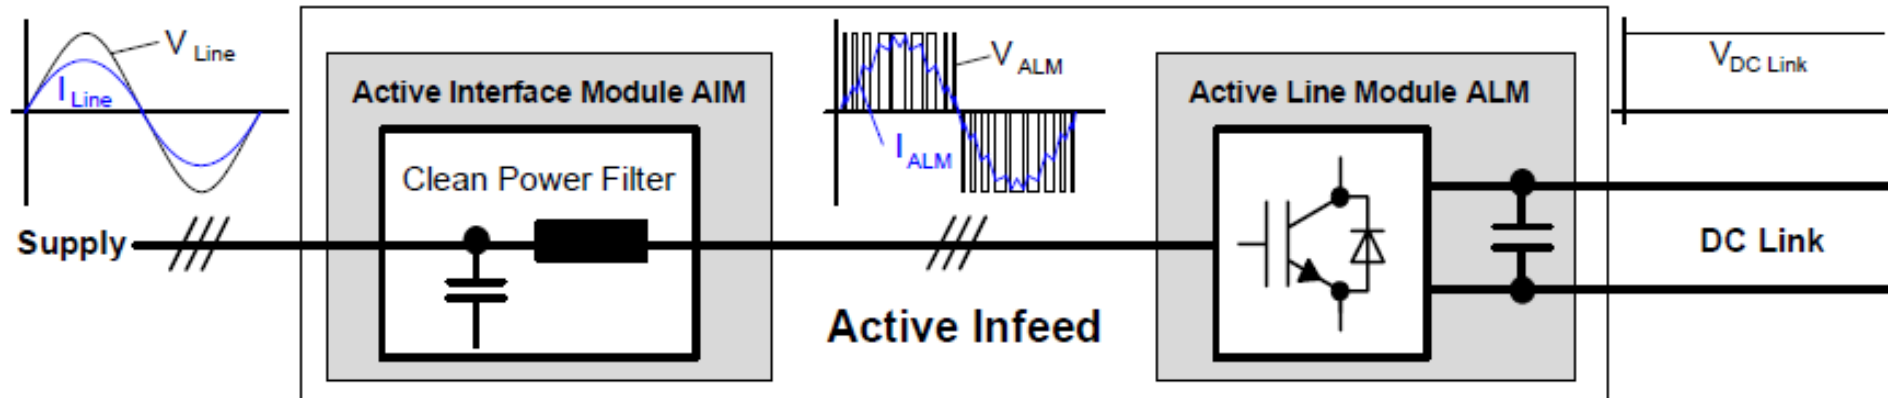 V Line
I Line
Supply
Active Interface Module AIM
Clean Power Filter
V ALM
I ALM
Active Infeed
Active Line Module ALM
V DC Link
DC Link